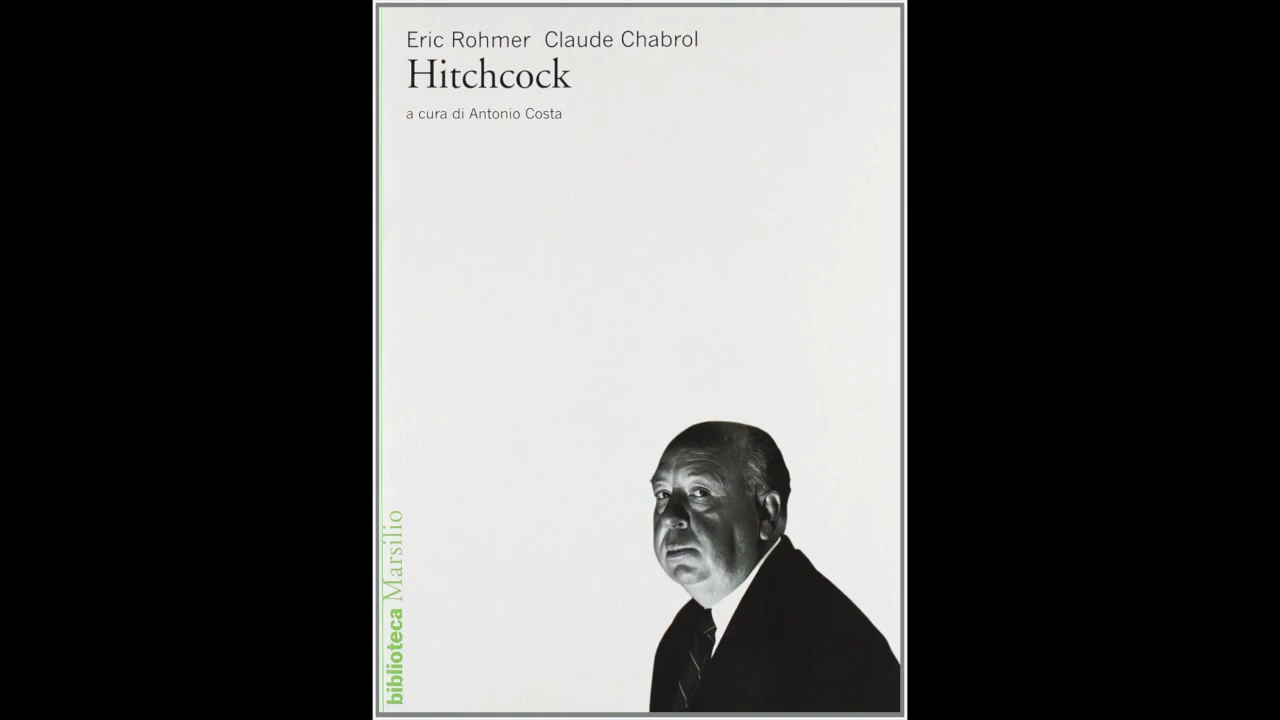 Eric Rohmer Claude Chabrol
Hitchcock
a cura di Antonio Costa
biblioteca Marsilio